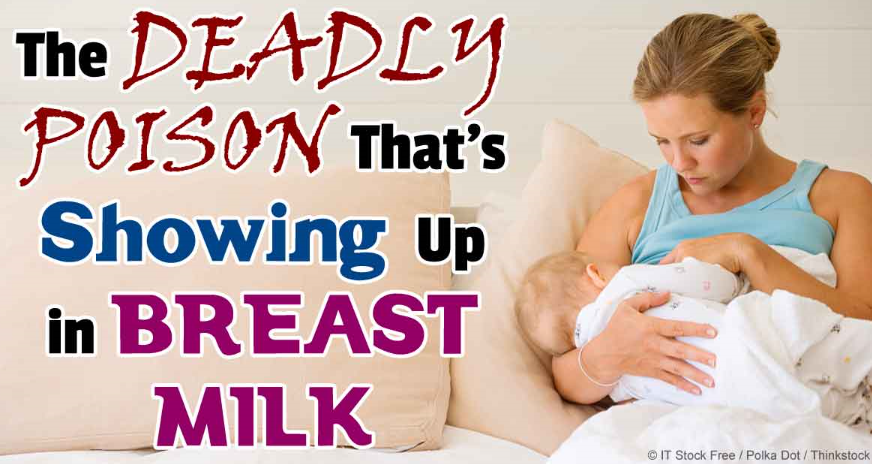 The DEADLY
POISON That's
Showing Up
in BREAST
MILK
© IT Stock Free / Polka Dot / Thinkstock